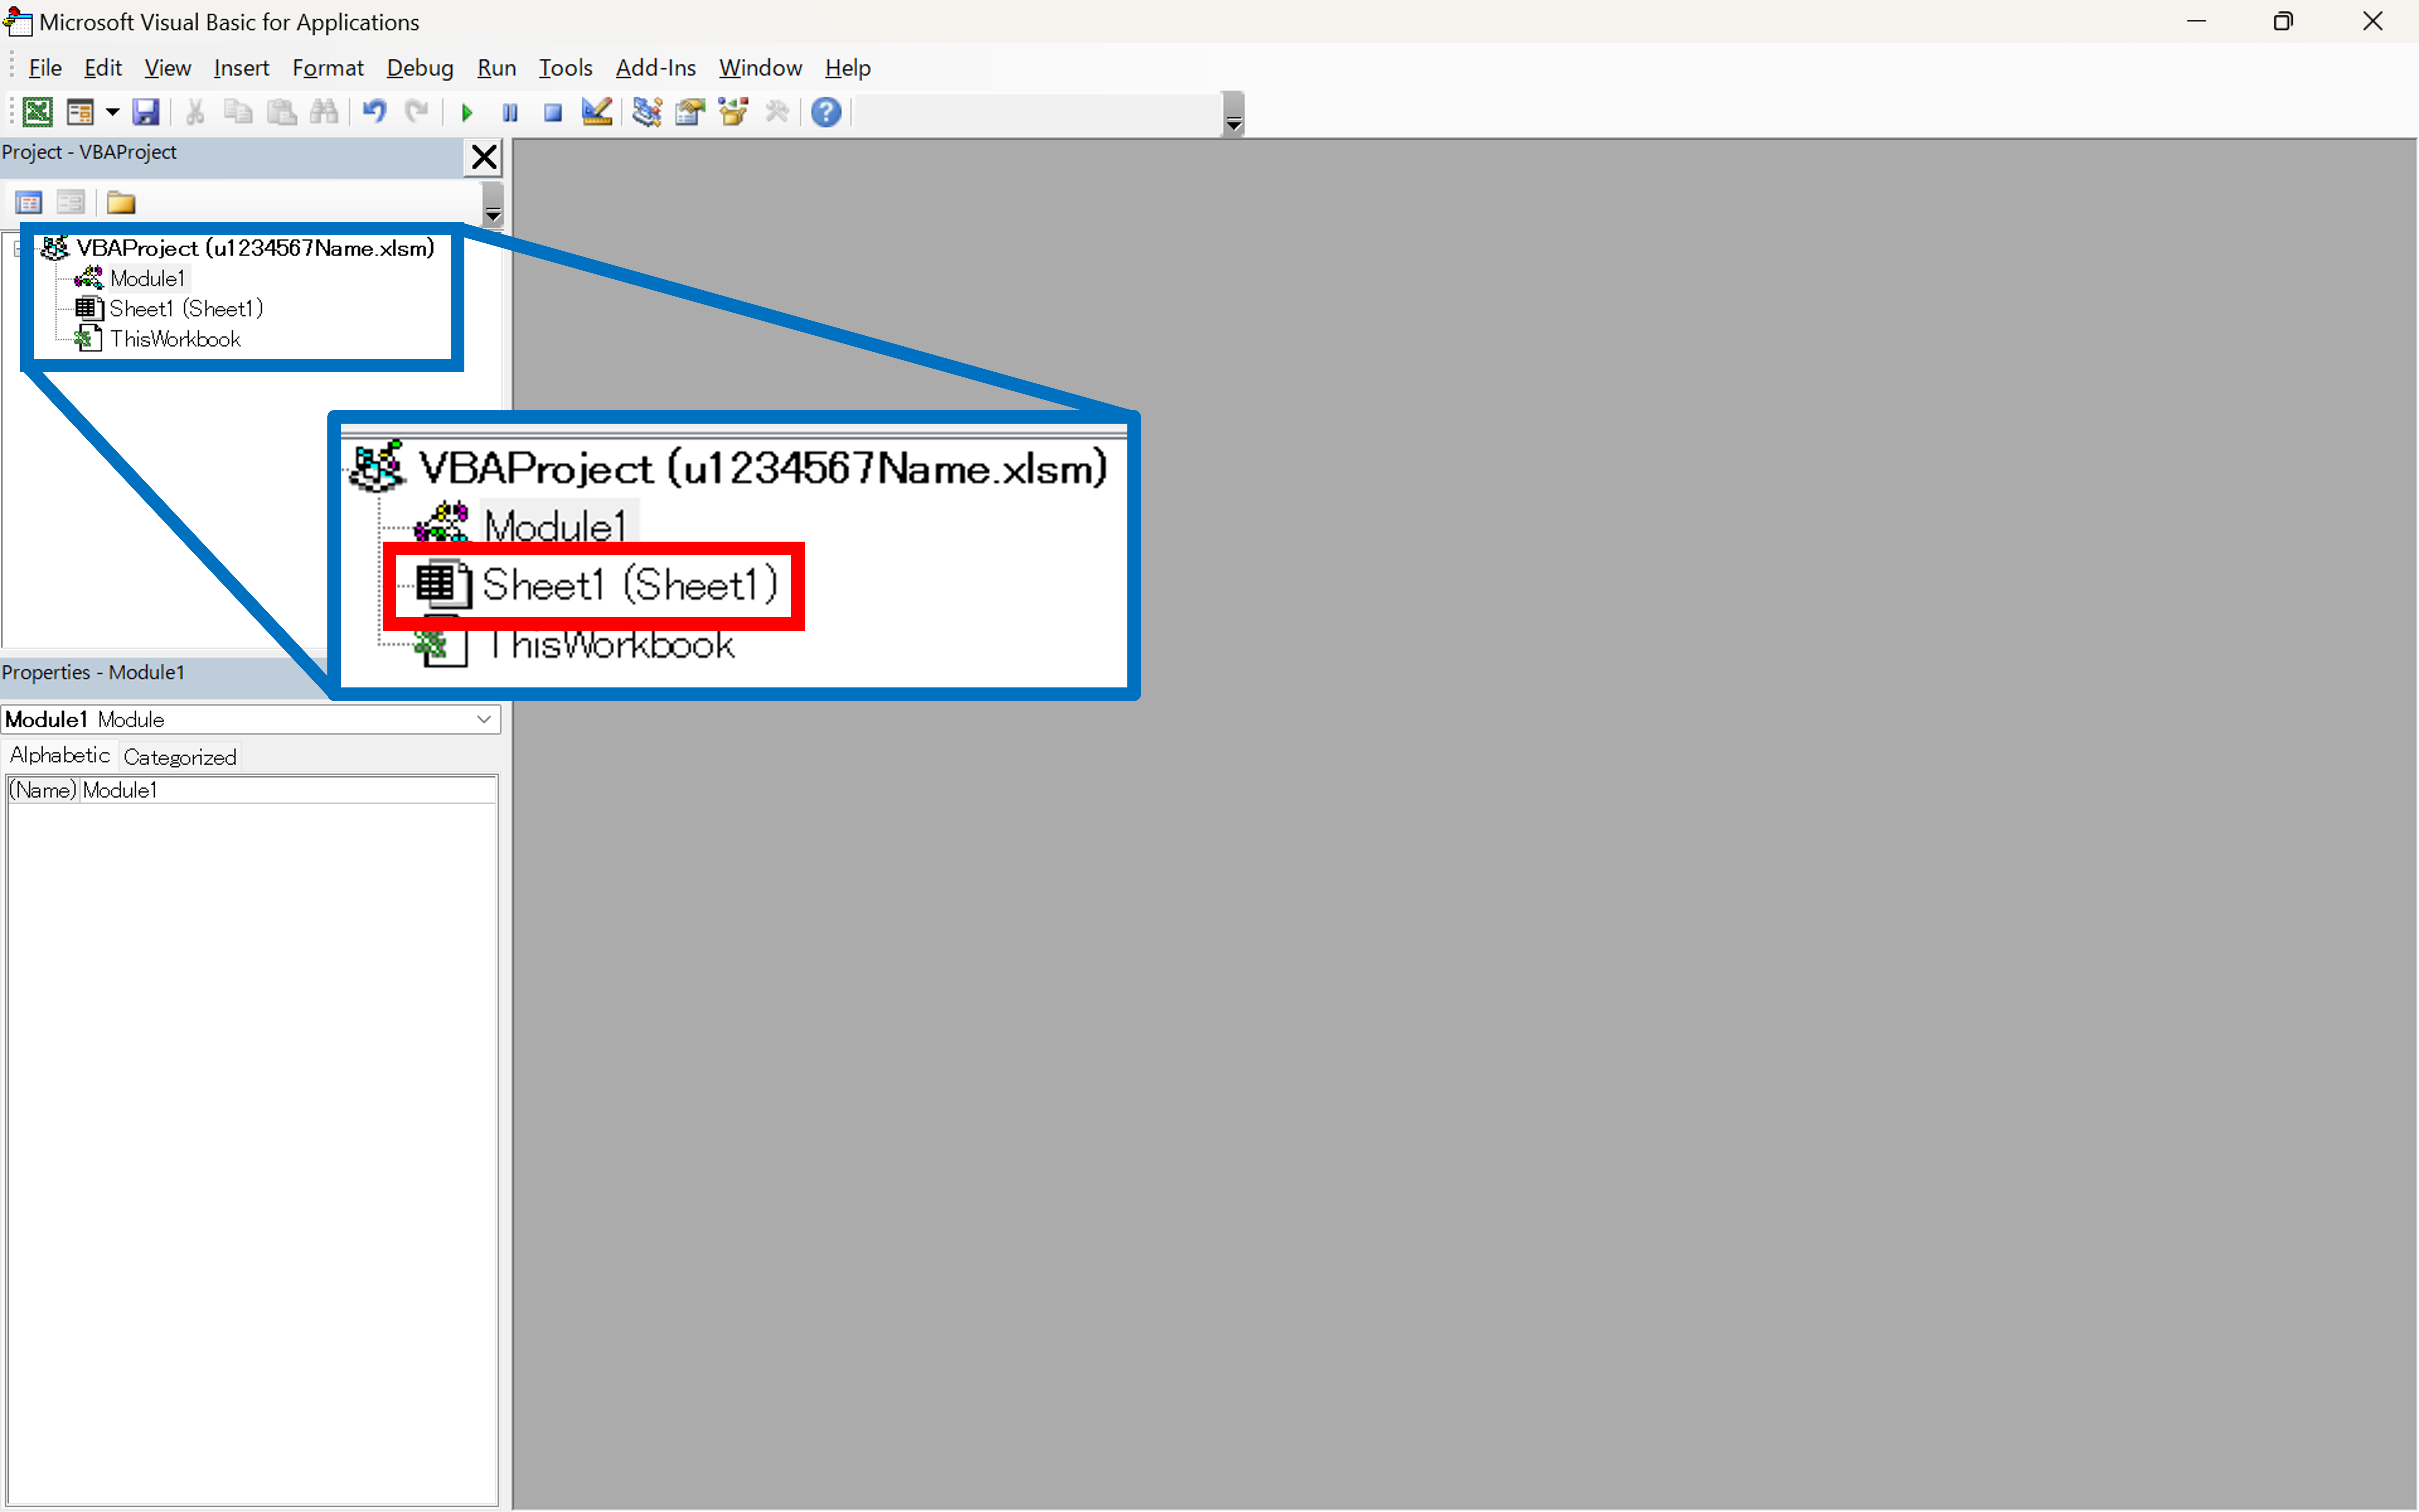 Microsoft Visual Basic for Applications
File Edit View Insert Format Debug Run Tools Add-Ins Window Help
Project - VBAProject
VBAProject (u1234567Name.xlsm)
Module1
Sheet1 (Sheet1)
ThisWorkbook
VBAProject (u1234567Name.xlsm)
Module1
Sheet1 (Sheet1)
ThisWorkbook
Properties - Module1
Module1 Module
Alphabetic Categorized
(Name) Module1